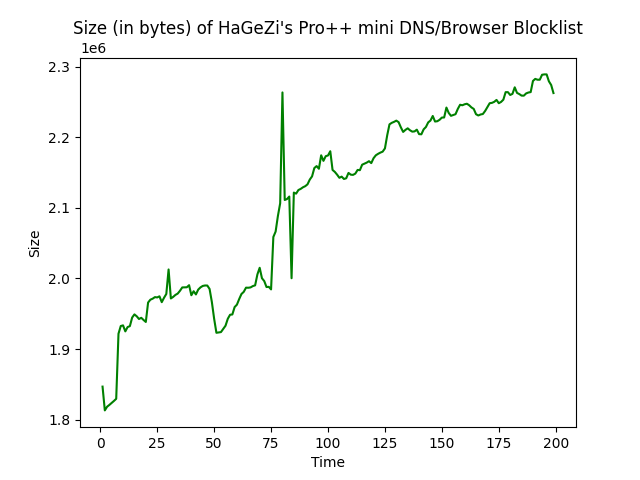 Size (in bytes) of HaGeZi's Pro++ mini DNS/Browser Blocklist
1e6
2.3
2.2
2.1
2.0
1.9
1.8
Size
0 25 50 75 100 125 150 175 200
Time